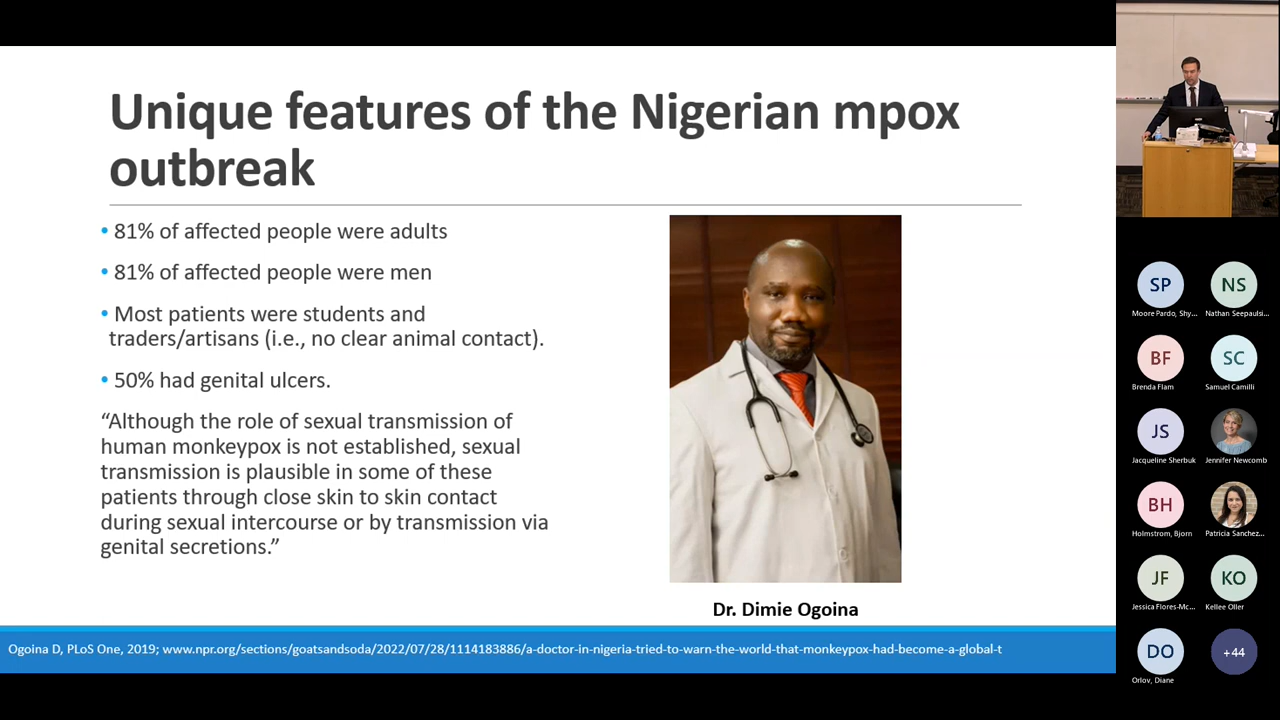 Unique features of the Nigerian mpox
outbreak
• 81% of affected people were adults
• 81% of affected people were men
• Most patients were students and
traders/artisans (i.e., no clear animal contact).
• 50% had genital ulcers.
“Although the role of sexual transmission of
human monkeypox is not established, sexual
transmission is plausible in some of these
patients through close skin to skin contact
during sexual intercourse or by transmission via
genital secretions.”
Dr. Dimie Ogoina
Ogoina D, PLoS One, 2019; www.npr.org/sections/goatsandsoda/2022/07/28/1114183886/a-doctor-in-nigeria-tried-to-warn-the-world-that-monkeypox-had-become-a-global-t
SP
Moore Pardo, Shy...
NS
Nathan Seepaulsi...
BF
Brenda Flam
SC
Samuel Camilli
JS
Jacqueline Sherbuk
Jennifer Newcomb
BH
Holmstrom, Bjorn
Patricia Sanchez...
JF
Jessica Flores-Mc...
KO
Kellee Oller
DO
Orlov, Diane
+44